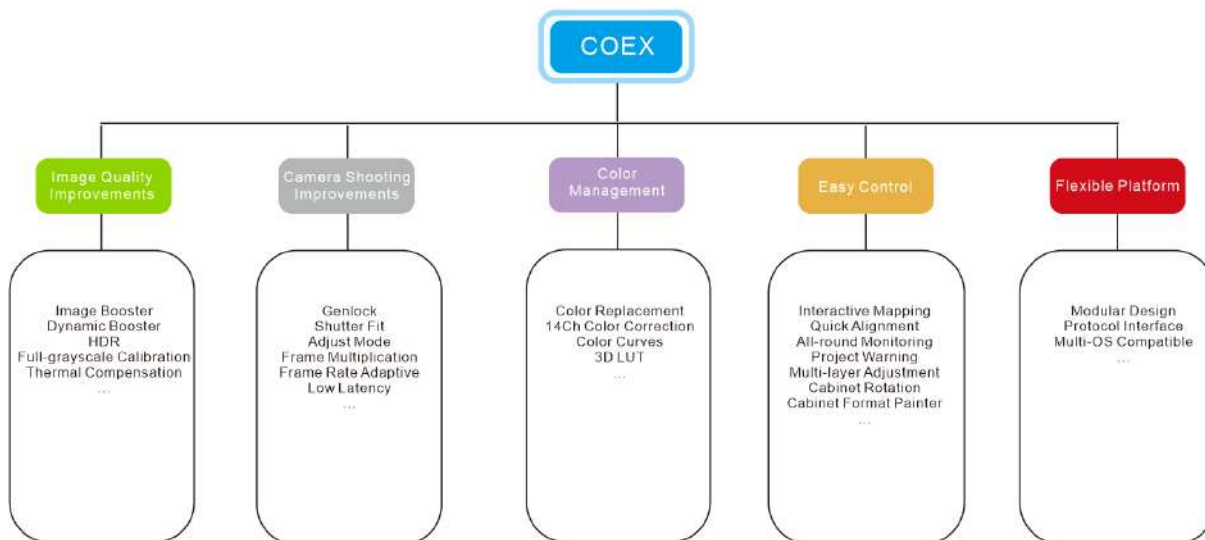 COEX
Image Quality
Improvements
Camera Shooting
Improvements
Color
Management
Easy Control
Flexible Platform
Image Booster
Dynamic Booster
HDR
Full-grayscale Calibration
Thermal Compensation
...
Genlock
Shutter Fit
Adjust Mode
Frame Multiplication
Frame Rate Adaptive
Low Latency
...
Color Replacement
14Ch Color Correction
Color Curves
3D LUT
...
Interactive Mapping
Quick Alignment
All-round Monitoring
Project Warning
Multi-layer Adjustment
Cabinet Rotation
Cabinet Format Painter
...
Modular Design
Protocol Interface
Multi-OS Compatible
...